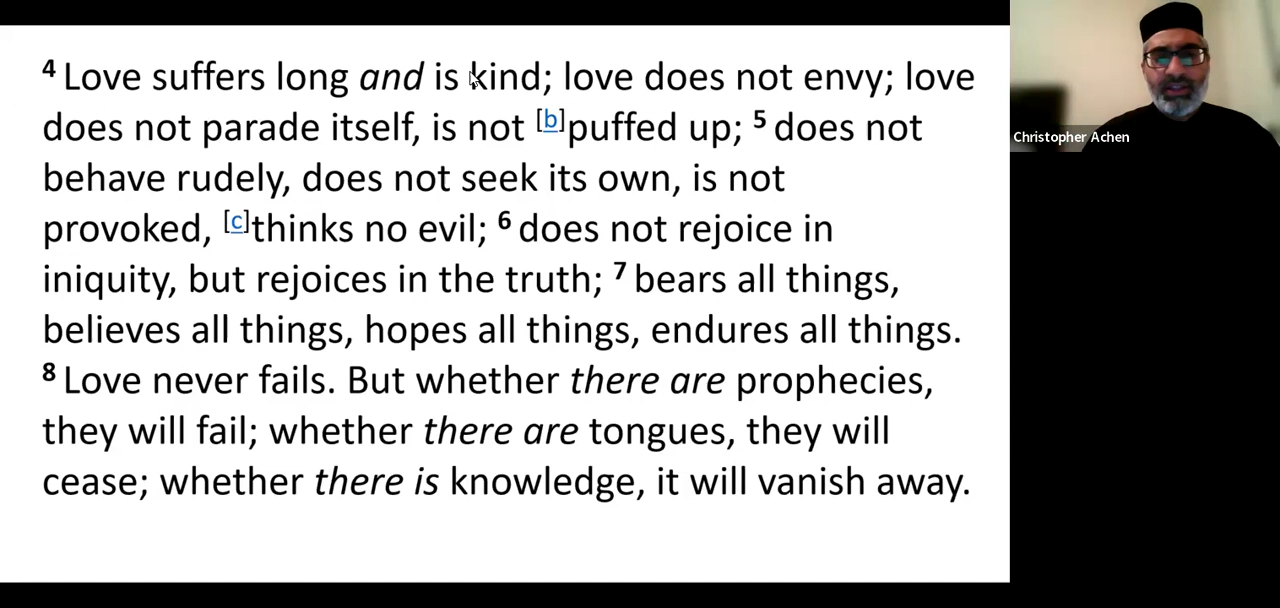 4 Love suffers long and is kind; love does not envy; love
does not parade itself, is not [b]puffed up; 5 does not
behave rudely, does not seek its own, is not
provoked, [c]thinks no evil; 6 does not rejoice in
iniquity, but rejoices in the truth; 7 bears all things,
believes all things, hopes all things, endures all things.
8 Love never fails. But whether there are prophecies,
they will fail; whether there are tongues, they will
cease; whether there is knowledge, it will vanish away.
Christopher Achen